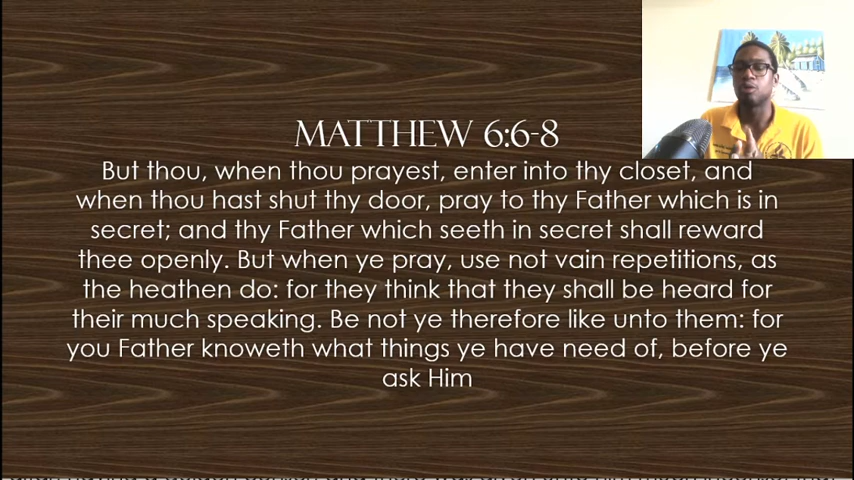 MATTHEW 6:6-8
But thou, when thou prayest, enter into thy closet, and
when thou hast shut thy door, pray to thy Father which is in
secret; and thy Father which seeth in secret shall reward
thee openly. But when ye pray, use not vain repetitions, as
the heathen do: for they think that they shall be heard for
their much speaking. Be not ye therefore like unto them: for
you Father knoweth what things ye have need of, before ye
ask Him